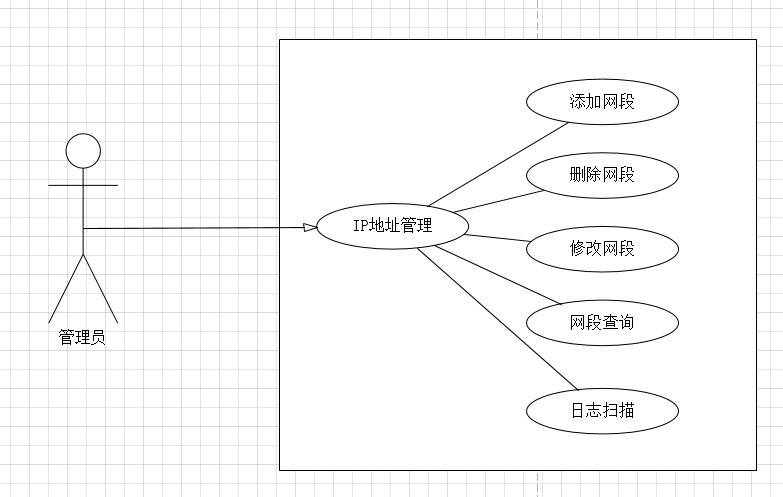 添加网段
删除网段
IP地址管理
修改网段
网段查询
管理员
日志扫描